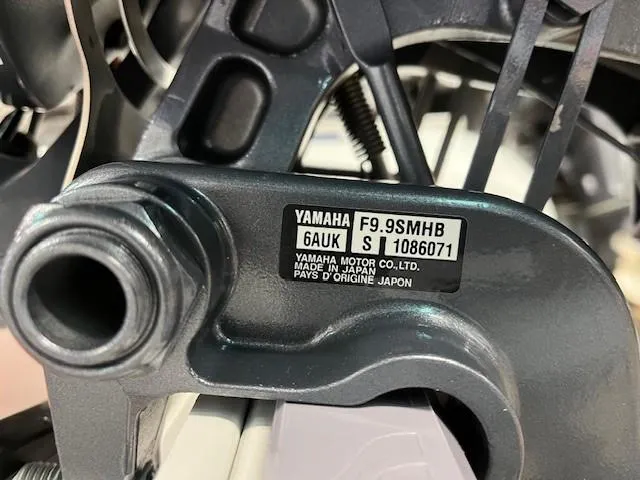 YAMAHA F9.9SMHB
6AUK S 1086071
YAMAHA MOTOR CO.,LTD.
MADE IN JAPAN
PAYS D'ORIGINE JAPON